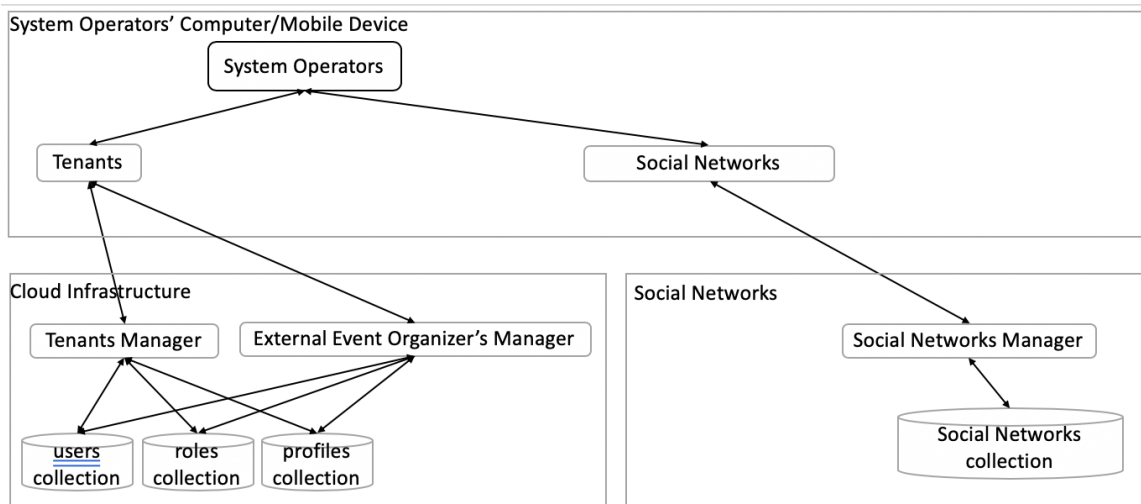 System Operators’ Computer/Mobile Device
System Operators
Tenants
Social Networks
Cloud Infrastructure
Social Networks
Tenants Manager
External Event Organizer’s Manager
Social Networks Manager
users
collection
roles
collection
profiles
collection
Social Networks
collection